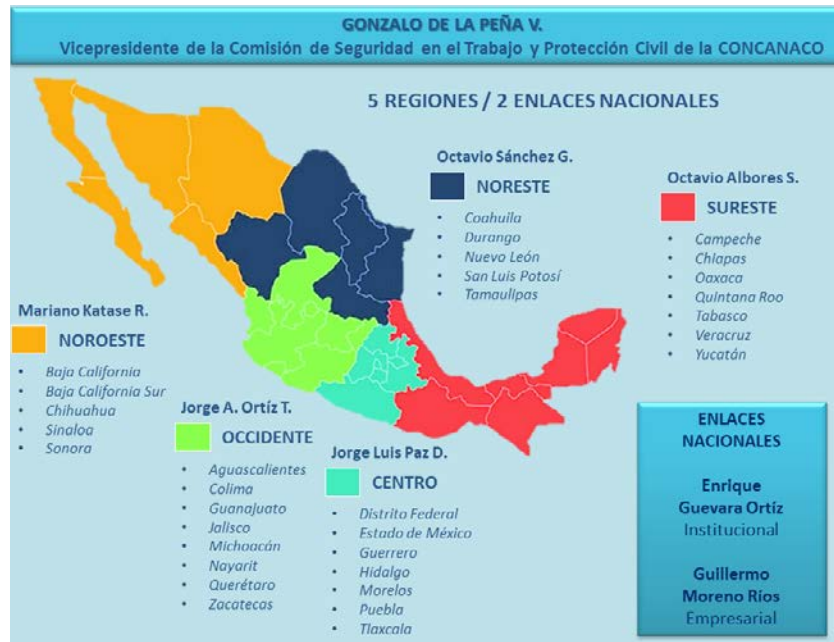 GONZALO DE LA PEÑA V.
Vicepresidente de la Comisión de Seguridad en el Trabajo y Protección Civil de la CONCANACO
5 REGIONES / 2 ENLACES NACIONALES
Octavio Sánchez G.
NORESTE
• Coahuila
• Durango
• Nuevo León
• San Luis Potosí
• Tamaulipas
Octavio Albores S.
SURESTE
• Campeche
• Chiapas
• Oaxaca
• Quintana Roo
• Tabasco
• Veracruz
• Yucatán
Mariano Katase R.
NOROESTE
• Baja California
• Baja California Sur
• Chihuahua
• Sinaloa
• Sonora
Jorge A. Ortíz T.
OCCIDENTE
• Aguascalientes
• Colima
• Guanajuato
• Jalisco
• Michoacán
• Nayarit
• Querétaro
• Zacatecas
Jorge Luis Paz D.
CENTRO
• Distrito Federal
• Estado de México
• Guerrero
• Hidalgo
• Morelos
• Puebla
• Tlaxcala
ENLACES
NACIONALES
Enrique
Guevara Ortíz
Institucional
Guillermo
Moreno Ríos
Empresarial